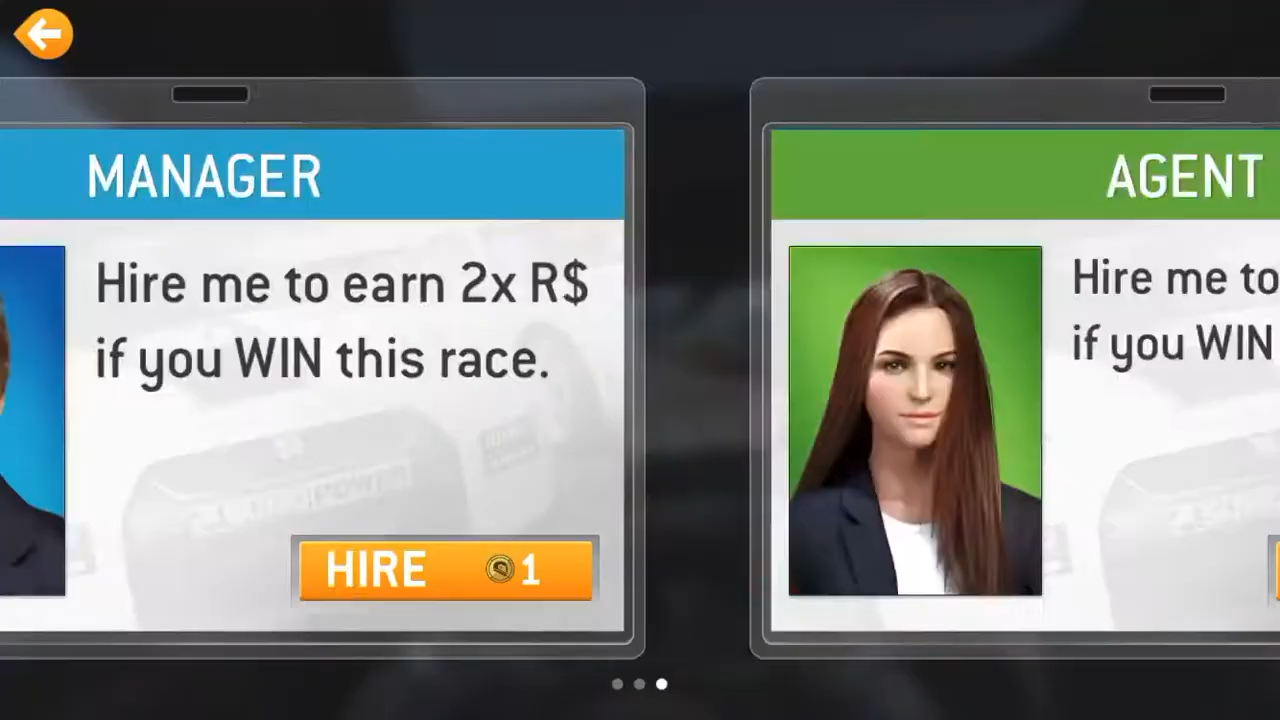 MANAGER
Hire me to earn 2x R$
if you WIN this race.
HIRE 1
AGENT
Hire me to
if you WIN